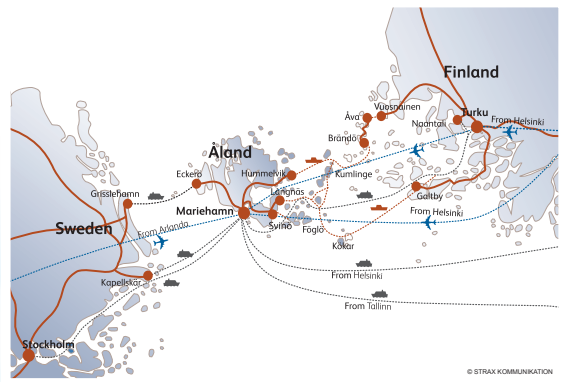 Finland
Vuosnainen
Åva
Turku
Naantali
From Helsinki
Brändö
Åland
Eckerö
Hummelvik
Kumlinge
Grisslehamn
Långnäs
Galtby
Mariehamn
From Helsinki
Sweden
From Arlanda
Svinö
Föglö
Kökar
From Helsinki
Kapellskär
From Tallinn
Stockholm
© STRAX KOMMUNIKATION